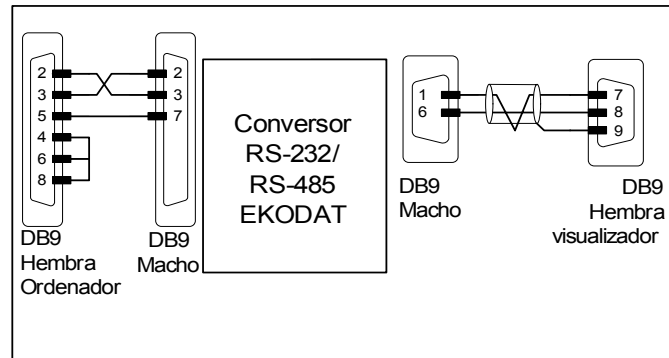 2
3
5
4
6
8
DB9
Hembra
Ordenador
2
3
7
DB9
Macho
Conversor
RS-232/
RS-485
EKODAT
1
6
DB9
Macho
7
8
9
DB9
Hembra
visualizador